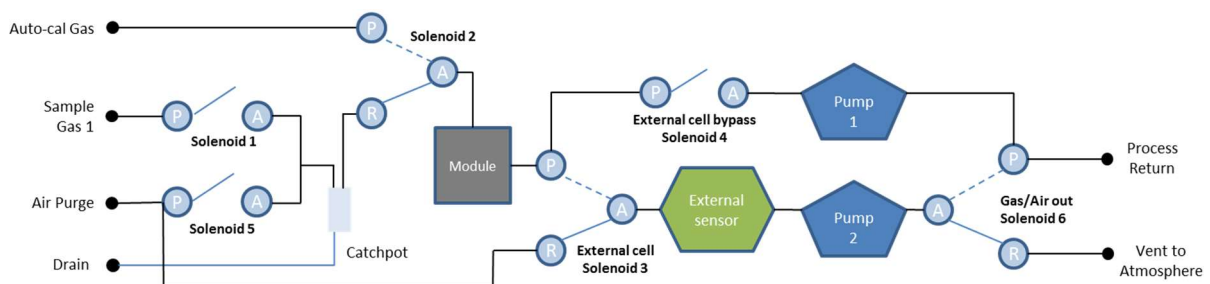 Auto-cal Gas
P
Solenoid 2
A
Sample
Gas 1
P
A
R
Solenoid 1
P
A
External cell bypass
Solenoid 4
Pump
1
Module
P
P
Process
Return
Air Purge
P
A
Solenoid 5
A
External
sensor
Pump
2
A
Gas/Air out
Solenoid 6
Drain
Catchpot
R
External cell
Solenoid 3
R
Vent to
Atmosphere